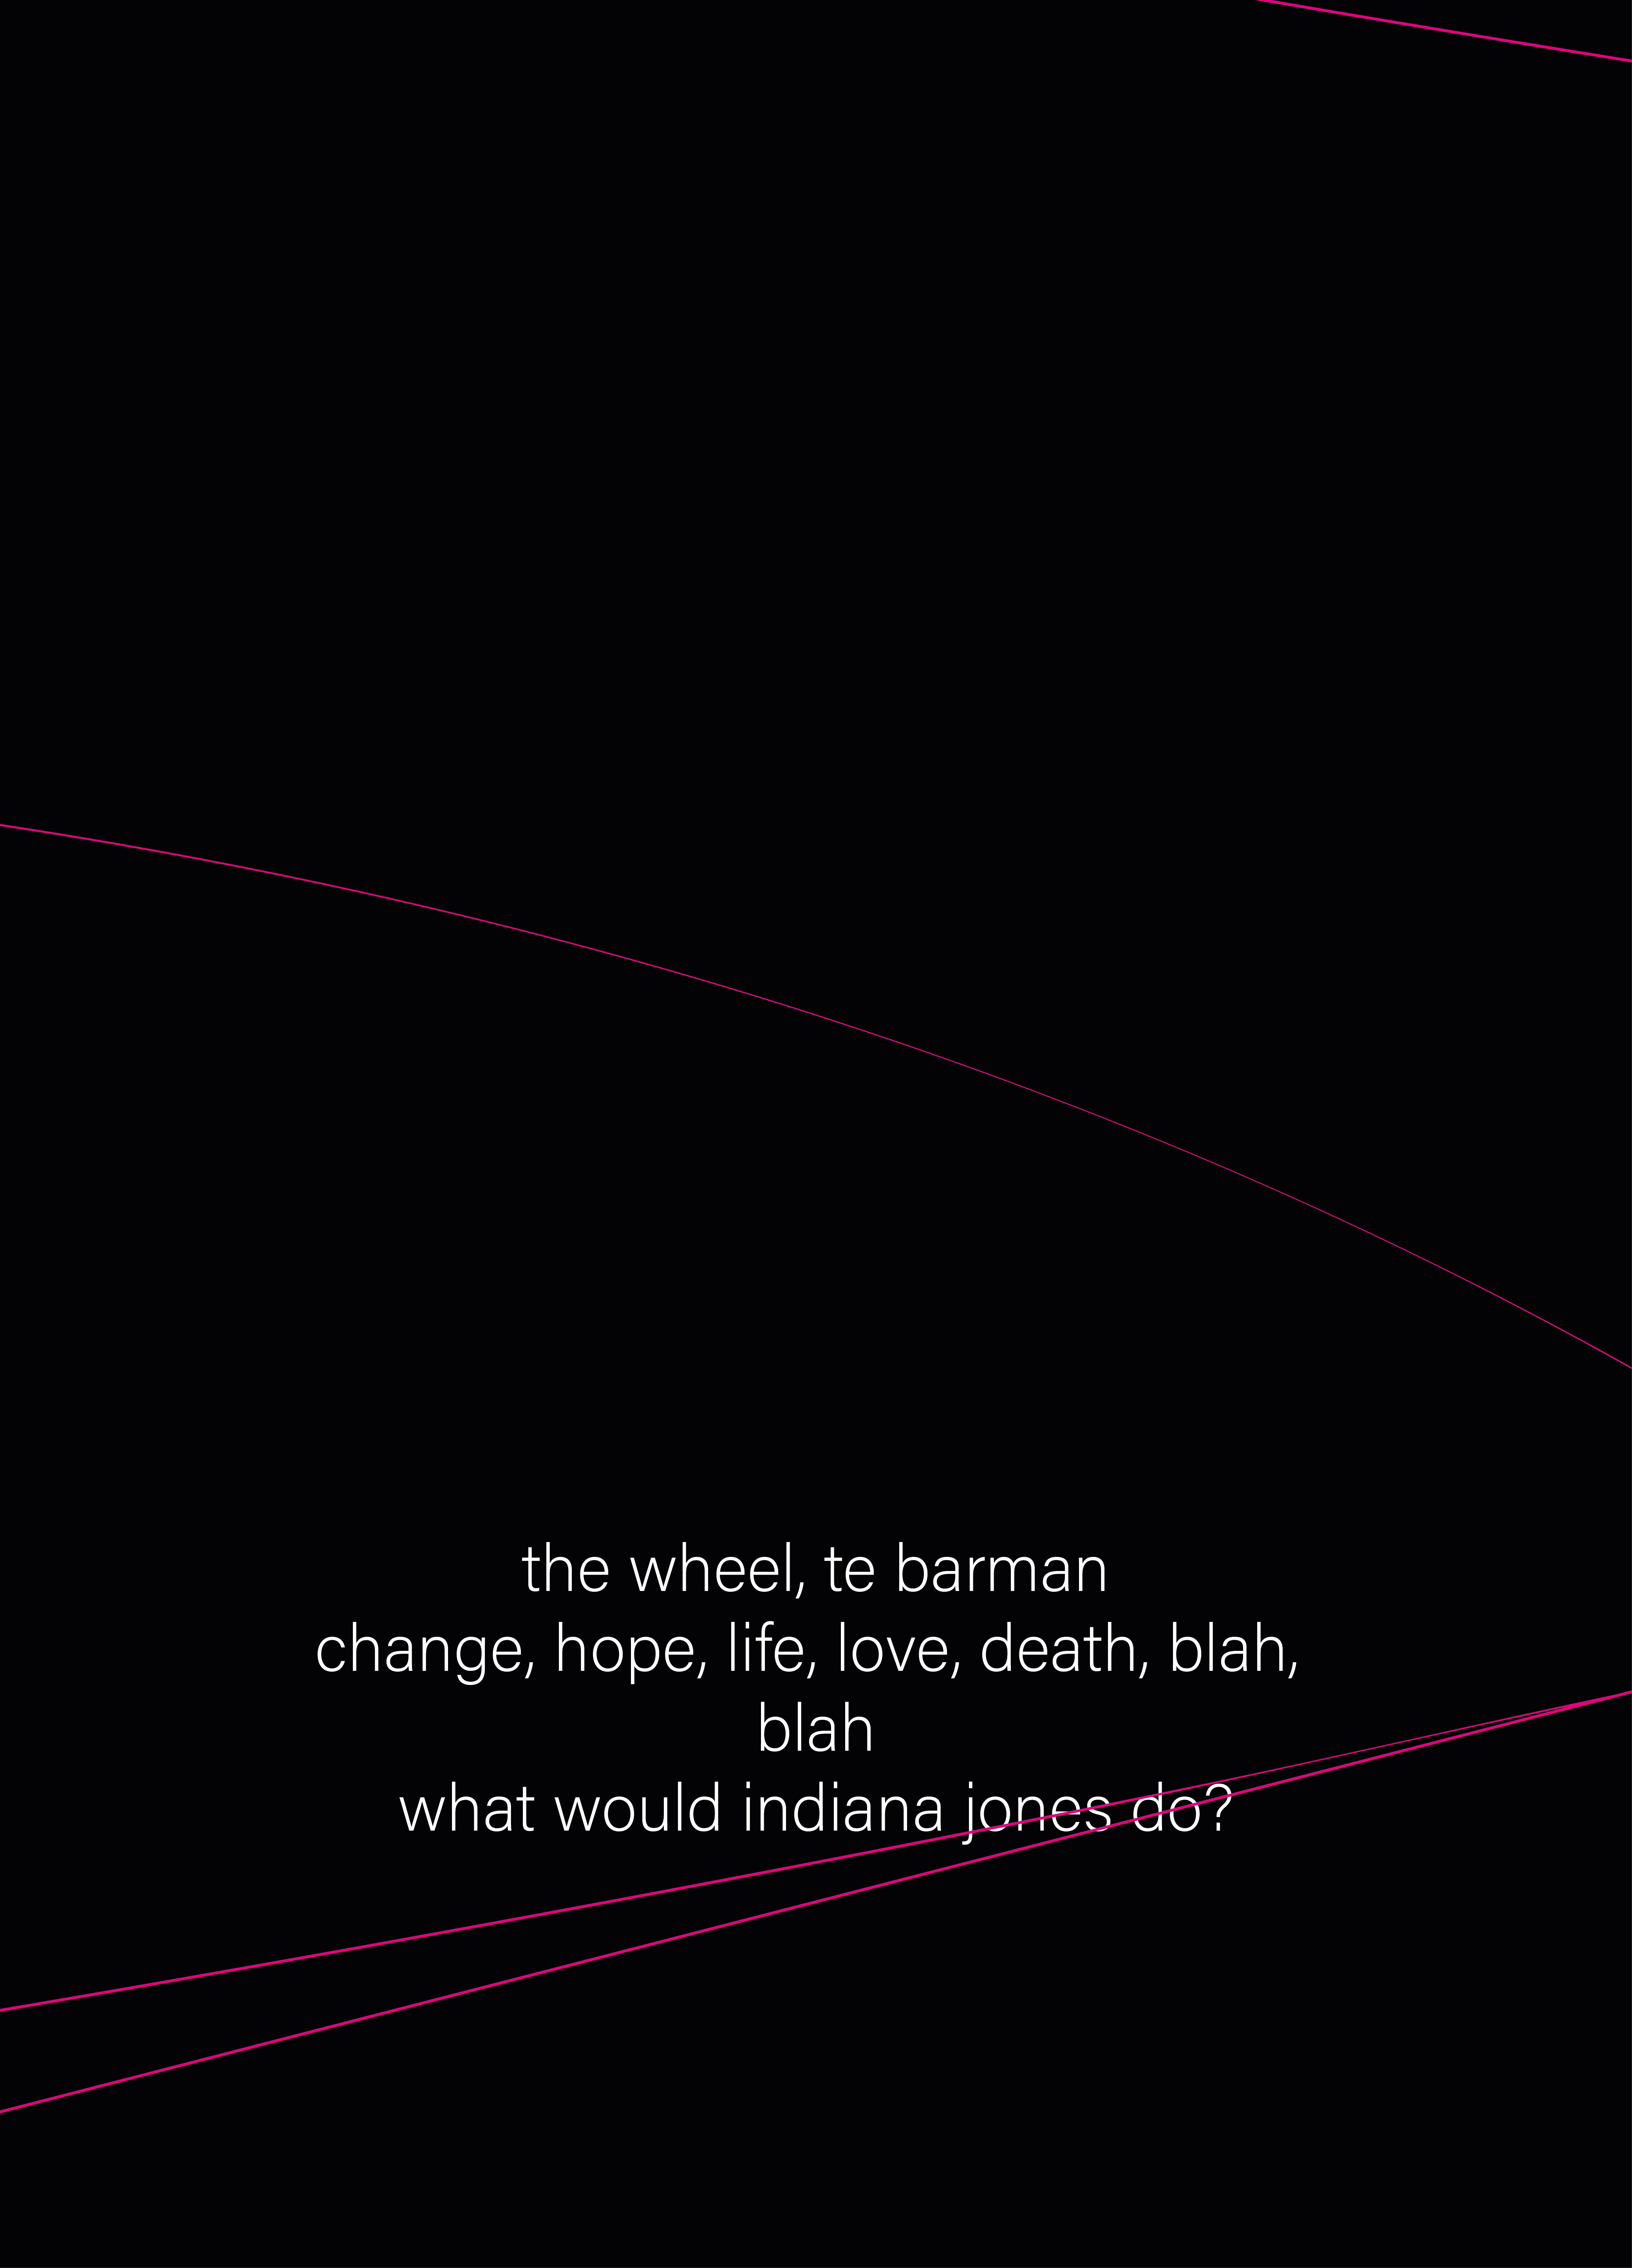 the wheel, te barman
change, hope, life, love, death, blah,
blah
what would indiana jones do?